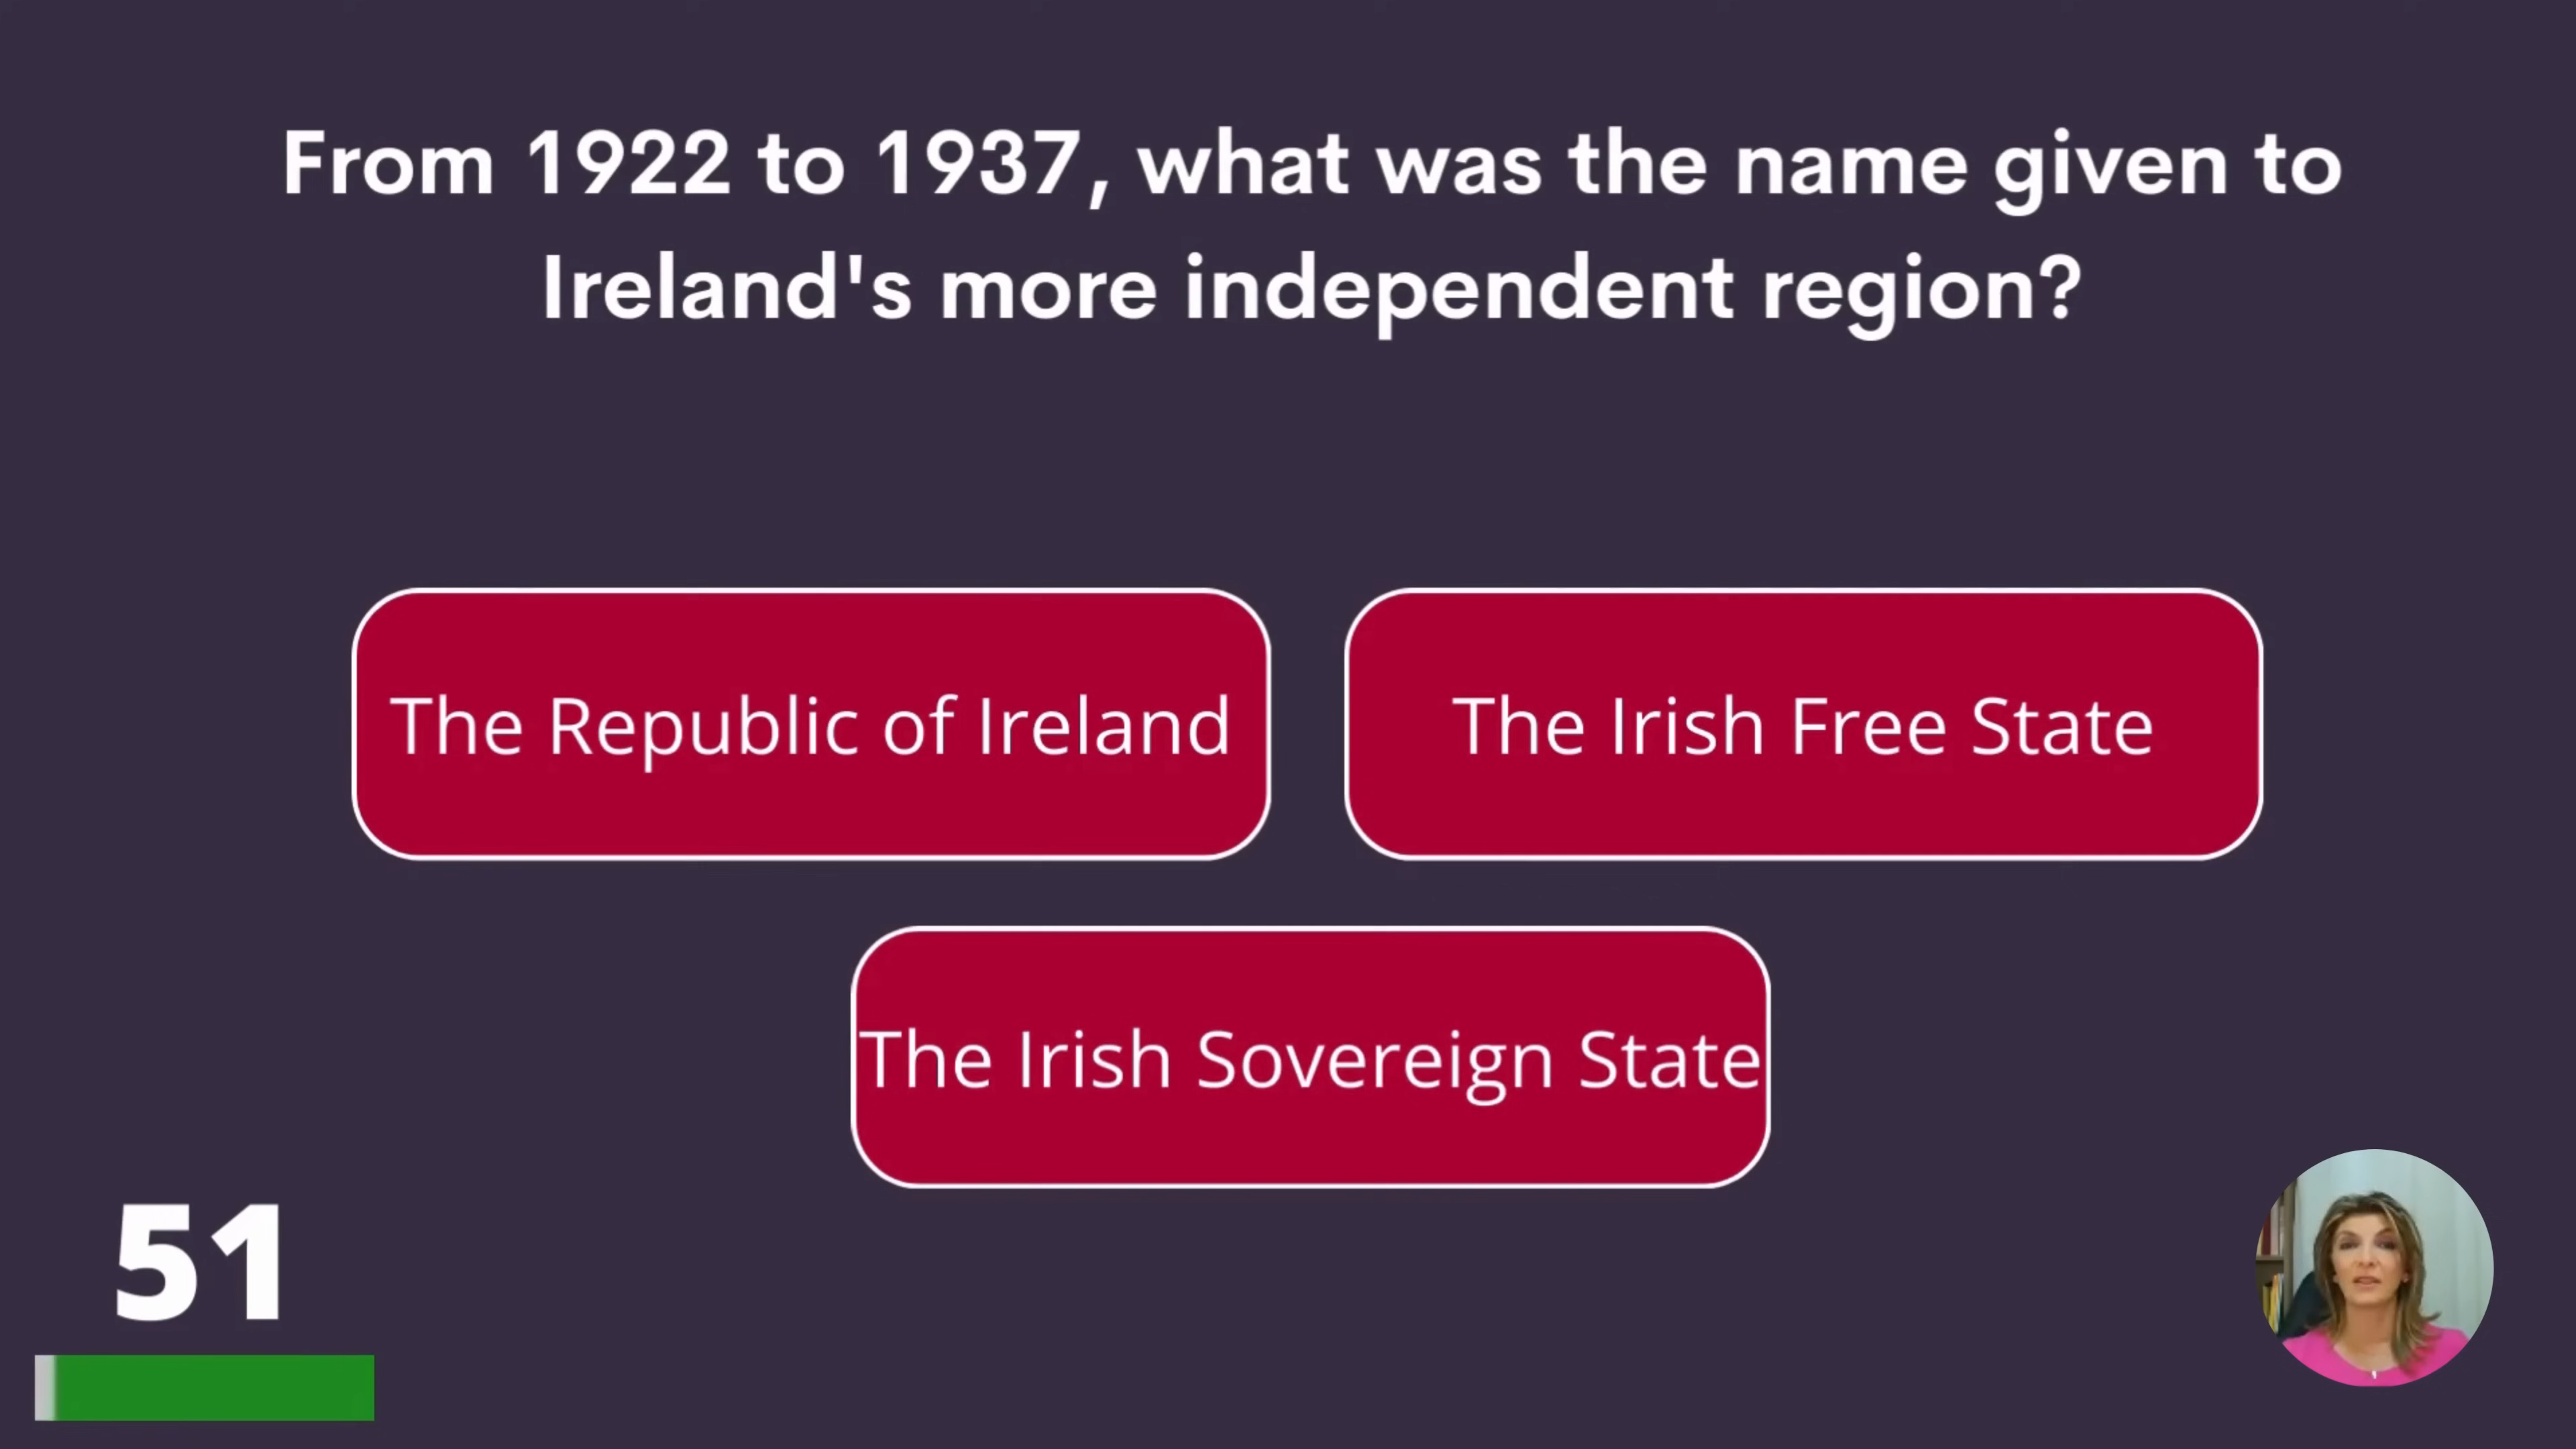 From 1922 to 1937, what was the name given to
Ireland's more independent region?
The Republic of Ireland
The Irish Free State
The Irish Sovereign State
51